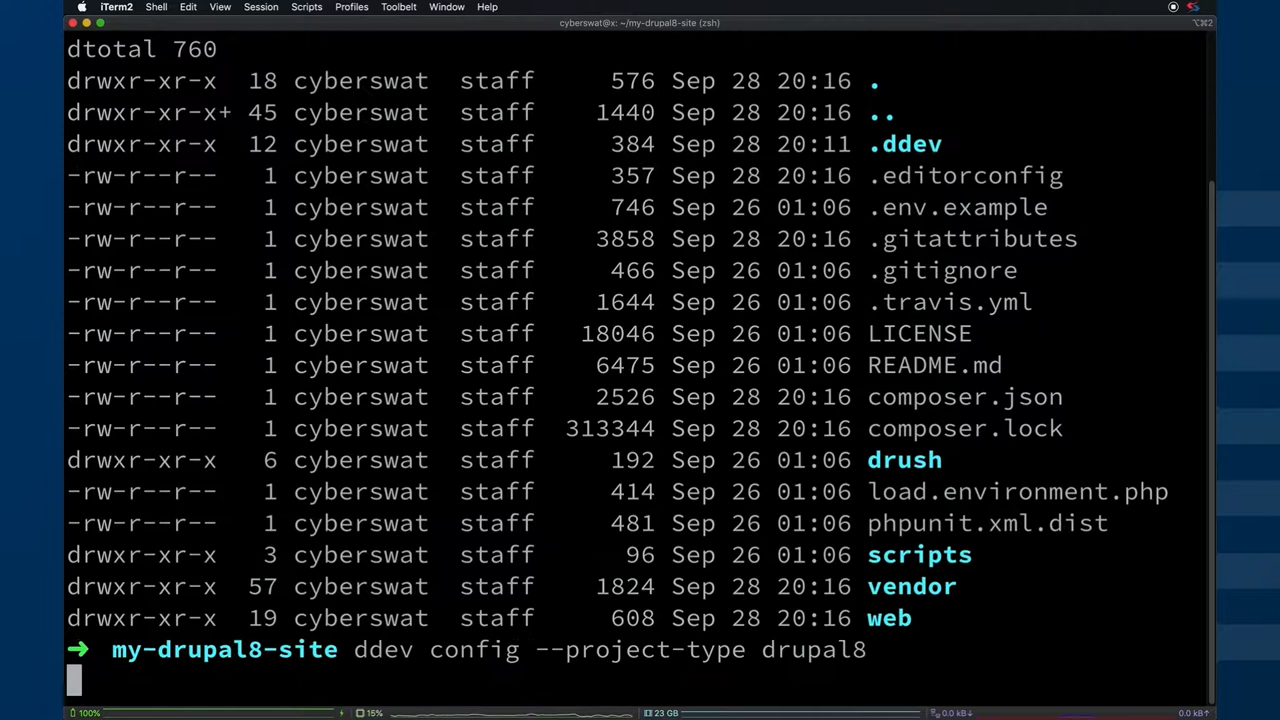 iTerm2 Shell Edit View Session Scripts Profiles Toolbelt Window Help
cyberswat@x: ~/my-drupal8-site (zsh) ⌥⌘2
dtotal 760
drwxr-xr-x 18 cyberswat staff 576 Sep 28 20:16 .
drwxr-xr-x+ 45 cyberswat staff 1440 Sep 28 20:16 ..
drwxr-xr-x 12 cyberswat staff 384 Sep 28 20:11 .ddev
-rw-r--r-- 1 cyberswat staff 357 Sep 28 20:16 .editorconfig
-rw-r--r-- 1 cyberswat staff 746 Sep 26 01:06 .env.example
-rw-r--r-- 1 cyberswat staff 3858 Sep 28 20:16 .gitattributes
-rw-r--r-- 1 cyberswat staff 466 Sep 26 01:06 .gitignore
-rw-r--r-- 1 cyberswat staff 1644 Sep 26 01:06 .travis.yml
-rw-r--r-- 1 cyberswat staff 18046 Sep 26 01:06 LICENSE
-rw-r--r-- 1 cyberswat staff 6475 Sep 26 01:06 README.md
-rw-r--r-- 1 cyberswat staff 2526 Sep 28 20:16 composer.json
-rw-r--r-- 1 cyberswat staff 313344 Sep 28 20:16 composer.lock
drwxr-xr-x 6 cyberswat staff 192 Sep 26 01:06 drush
-rw-r--r-- 1 cyberswat staff 414 Sep 26 01:06 load.environment.php
-rw-r--r-- 1 cyberswat staff 481 Sep 26 01:06 phpunit.xml.dist
drwxr-xr-x 3 cyberswat staff 96 Sep 26 01:06 scripts
drwxr-xr-x 57 cyberswat staff 1824 Sep 28 20:16 vendor
drwxr-xr-x 19 cyberswat staff 608 Sep 28 20:16 web
➜ my-drupal8-site ddev config --project-type drupal8
100% 15% 23 GB 0.0 kB↓ 0.0 kB↑